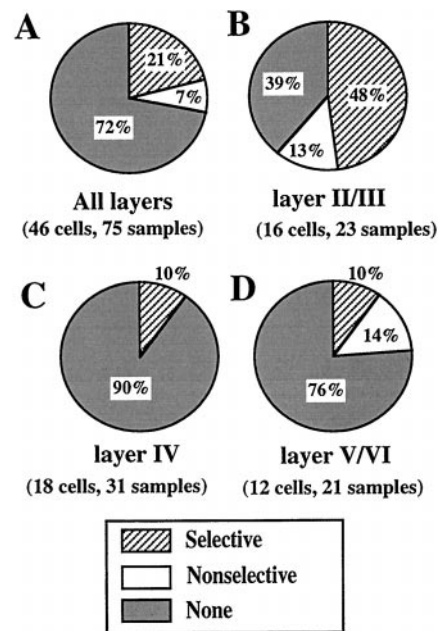 A
21%
7%
72%
All layers
(46 cells, 75 samples)
B
39%
48%
13%
layer II/III
(16 cells, 23 samples)
C
10%
90%
layer IV
(18 cells, 31 samples)
D
10%
14%
76%
layer V/VI
(12 cells, 21 samples)
Selective
Nonselective
None